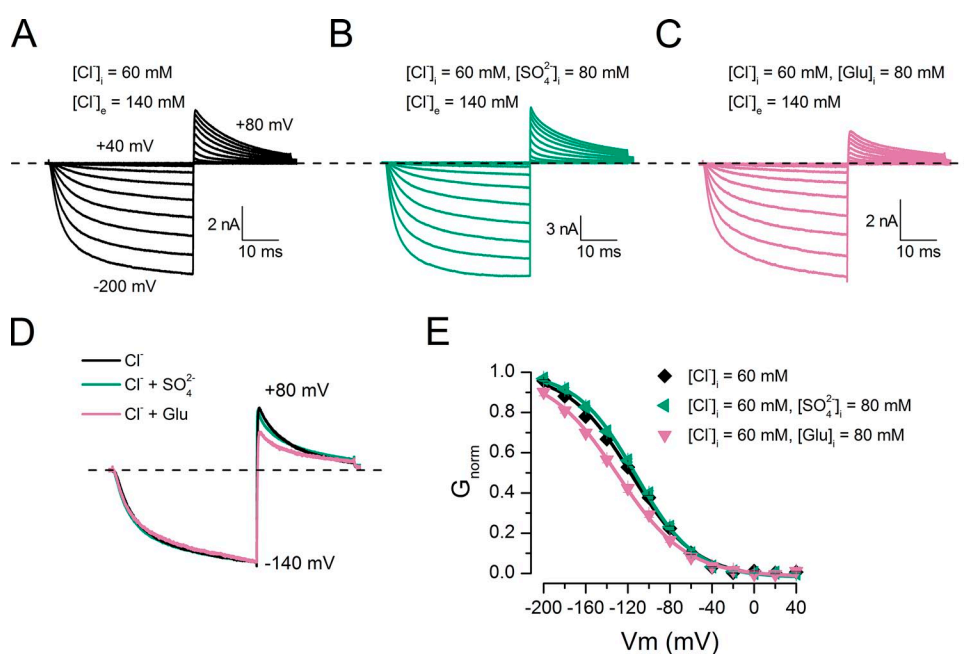 A
[Cl⁻]ᵢ = 60 mM
[Cl⁻]ₑ = 140 mM
+80 mV
+40 mV
2 nA
10 ms
-200 mV
B
[Cl⁻]ᵢ = 60 mM, [SO₄²⁻]ᵢ = 80 mM
[Cl⁻]ₑ = 140 mM
3 nA
10 ms
C
[Cl⁻]ᵢ = 60 mM, [Glu]ᵢ = 80 mM
[Cl⁻]ₑ = 140 mM
2 nA
10 ms
D
Cl⁻
Cl⁻ + SO₄²⁻
Cl⁻ + Glu
+80 mV
-140 mV
E
[Cl⁻]ᵢ = 60 mM
[Cl⁻]ᵢ = 60 mM, [SO₄²⁻]ᵢ = 80 mM
[Cl⁻]ᵢ = 60 mM, [Glu]ᵢ = 80 mM
Gnorm
1.0
0.8
0.6
0.4
0.2
0.0
-200 -160 -120 -80 -40 0 40
Vm (mV)